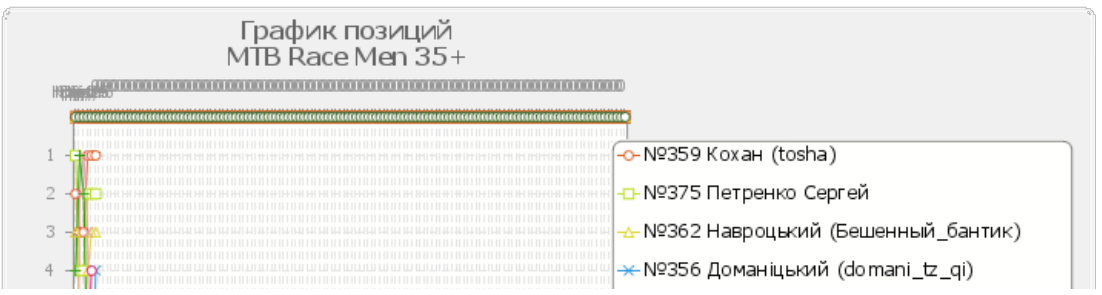 График позиций
MTB Race Men 35+
1
№359 Кохан (tosha)
2
№375 Петренко Сергей
3
№362 Навроцький (Бешенный_бантик)
4
№356 Доманіцький (domani_tz_qi)